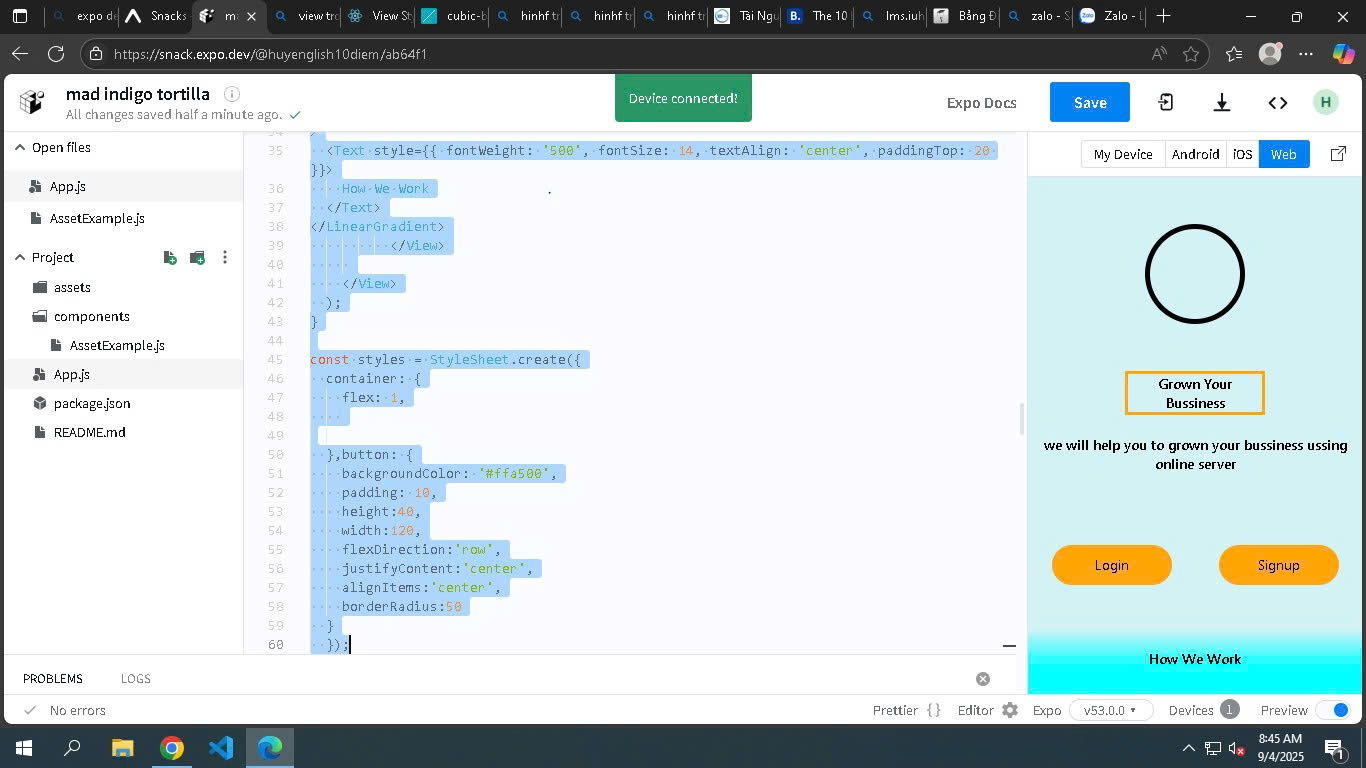 expo de
Snacks
ma
view tro
View St
cubic-b
hinhf t
hinhf t
hinhf t
Tài Ngu
The 10
lms.iuh
Bảng Đ
zalo - S
Zalo - L
https://snack.expo.dev/@huyenglish10diem/ab64f1
mad indigo tortilla
All changes saved half a minute ago.
Device connected!
Expo Docs
Save
H
Open files
App.js
AssetExample.js
Project
assets
components
AssetExample.js
App.js
package.json
README.md
35 <Text style={{ fontWeight: '500', fontSize: 14, textAlign: 'center', paddingTop: 20
}}>
36 How We Work
37 </Text>
38 </LinearGradient>
39 </View>
40
41 </View>
42 );
43 }
44
45 const styles = StyleSheet.create({
46 container: {
47 flex: 1,
48
49
50 },button: {
51 backgroundColor: '#ffa500',
52 padding: 10,
53 height:40,
54 width:120,
55 flexDirection:'row',
56 justifyContent:'center',
57 alignItems:'center',
58 borderRadius:50
59 }
60 });
My Device
Android
iOS
Web
Grown Your
Bussiness
we will help you to grown your bussiness ussing
online server
Login
Signup
How We Work
PROBLEMS
LOGS
No errors
Prettier { }
Editor
Expo
v53.0.0
Devices 1
Preview
8:45 AM
9/4/2025
1